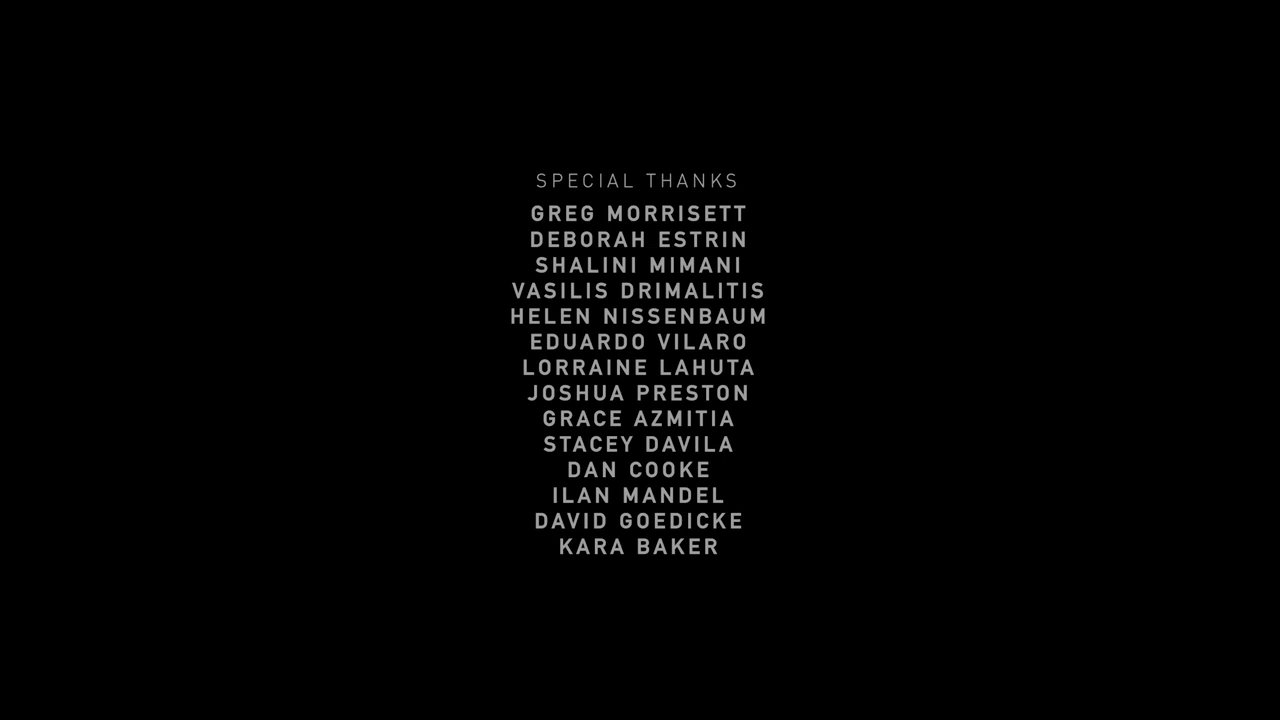 SPECIAL THANKS
GREG MORRISETT
DEBORAH ESTRIN
SHALINI MIMANI
VASILIS DRIMALITIS
HELEN NISSENBAUM
EDUARDO VILARO
LORRAINE LAHUTA
JOSHUA PRESTON
GRACE AZMITIA
STACEY DAVILA
DAN COOKE
ILAN MANDEL
DAVID GOEDICKE
KARA BAKER